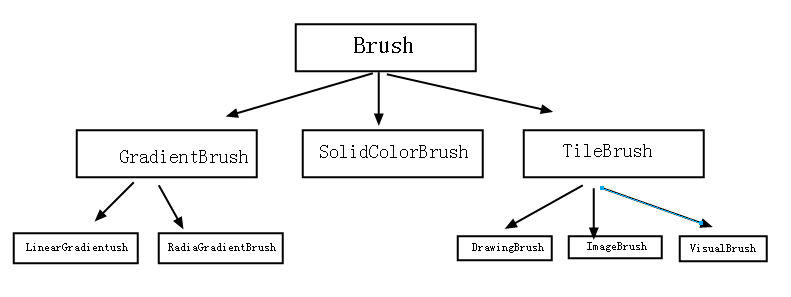 Brush
GradientBrush
SolidColorBrush
TileBrush
LinearGradientush
RadiaGradientBrush
DrawingBrush
ImageBrush
VisualBrush